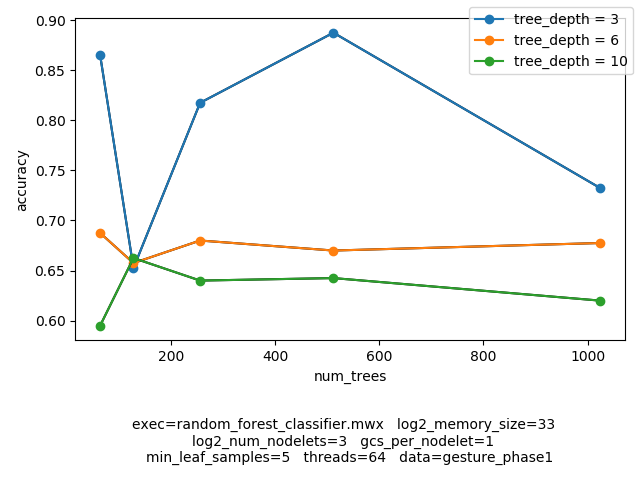 tree_depth = 3
tree_depth = 6
tree_depth = 10
accuracy
0.90
0.85
0.80
0.75
0.70
0.65
0.60
200 400 600 800 1000
num_trees
exec=random_forest_classifier.mwx log2_memory_size=33
log2_num_nodelets=3 gcs_per_nodelet=1
min_leaf_samples=5 threads=64 data=gesture_phase1